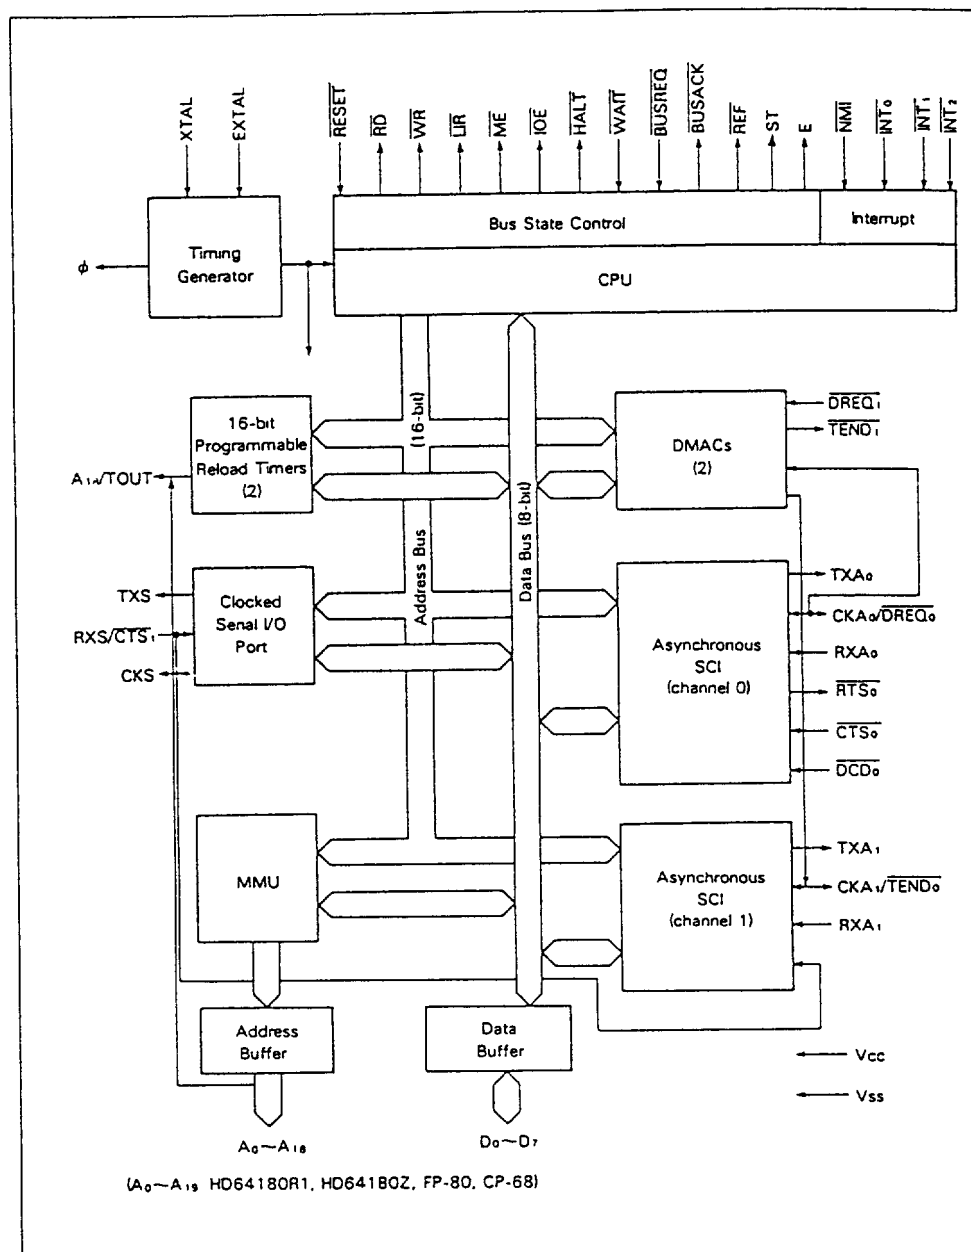 XTAL
EXTAL
RESET
RD
WR
LIR
ME
IOE
HALT
WAIT
BUSREQ
BUSACK
REF
ST
E
NMI
INT₀
INT₁
INT₂
Bus State Control
Interrupt
Timing
Generator
ϕ
CPU
16-bit
Programmable
Reload Timers
(2)
A₁₈/TOUT
(16-bit)
Address Bus
Data Bus (8-bit)
DMACs
(2)
DREQ₁
TEND₁
TXS
RXS/CTS₁
CKS
Clocked
Serial I/O
Port
Asynchronous
SCI
(channel 0)
TXA₀
CKA₀/DREQ₀
RXA₀
RTS₀
CTS₀
DCD₀
MMU
Asynchronous
SCI
(channel 1)
TXA₁
CKA₁/TEND₀
RXA₁
Address
Buffer
Data
Buffer
Vcc
Vss
A₀~A₁₈
D₀~D₇
(A₀~A₁₉ HD64180R1, HD641B0Z, FP-80, CP-68)